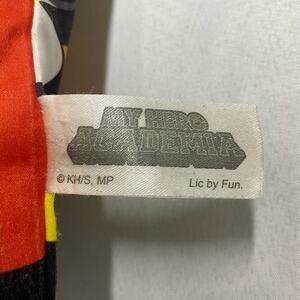 MY HERO
ACADEMIA
© KH/S, MP Lic by Fun.